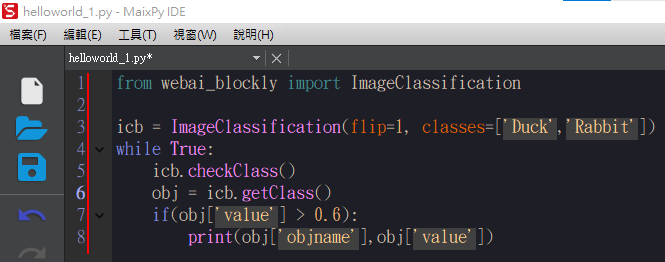 helloworld_1.py - MaixPy IDE
檔案(F) 編輯(E) 工具(T) 視窗(W) 說明(H)
helloworld_1.py*
1 from webai_blockly import ImageClassification
2
3 icb = ImageClassification(flip=1, classes=['Duck','Rabbit'])
4 while True:
5     icb.checkClass()
6     obj = icb.getClass()
7     if(obj['value'] > 0.6):
8         print(obj['objname'],obj['value'])